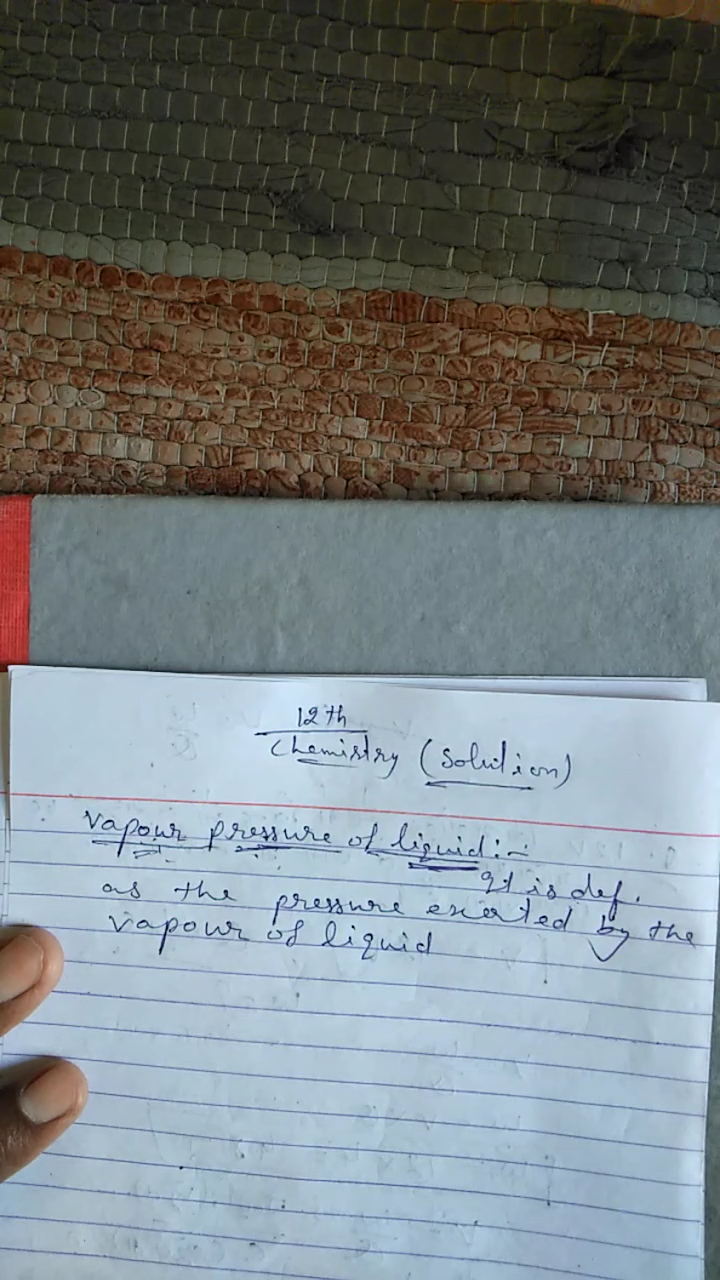 12th
Chemistry (Solution)
Vapour pressure of liquid:-
It is def.
as the pressure exerted by the
vapour of liquid